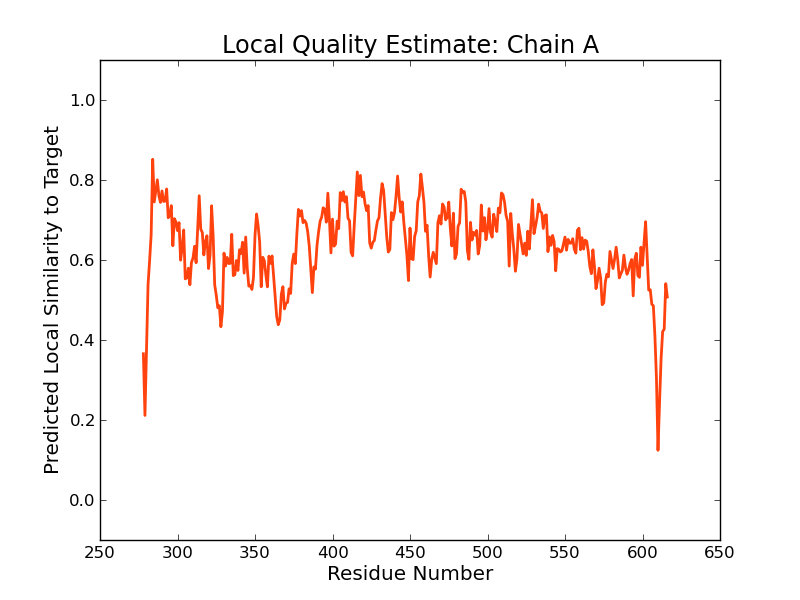 Local Quality Estimate: Chain A
Predicted Local Similarity to Target
1.0
0.8
0.6
0.4
0.2
0.0
250 300 350 400 450 500 550 600 650
Residue Number